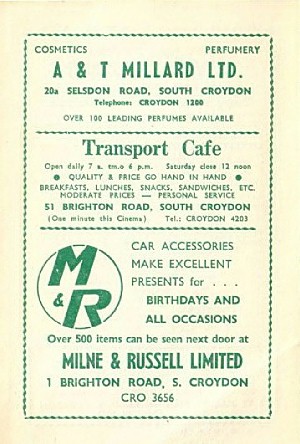 COSMETICS PERFUMERY
A & T MILLARD LTD.
20a SELSDON ROAD, SOUTH CROYDON
Telephone: CROYDON 1200
OVER 100 LEADING PERFUMES AVAILABLE
Transport Cafe
Open daily 7 a.m.o 6 p.m. Saturday close 12 noon
● QUALITY & PRICE GO HAND IN HAND ●
BREAKFASTS, LUNCHES, SNACKS, SANDWICHES, ETC.
MODERATE PRICES — PERSONAL SERVICE
51 BRIGHTON ROAD, SOUTH CROYDON
(One minute this Cinema) Tel.: CROYDON 4203
M
& R
CAR ACCESSORIES
MAKE EXCELLENT
PRESENTS for . . .
BIRTHDAYS AND
ALL OCCASIONS
Over 500 items can be seen next door at
MILNE & RUSSELL LIMITED
1 BRIGHTON ROAD, S. CROYDON
CRO 3656